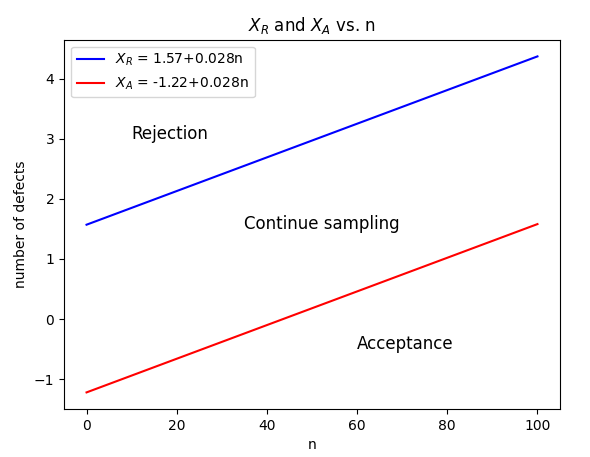 X_R and X_A vs. n
X_R = 1.57+0.028n
X_A = -1.22+0.028n
Rejection
Continue sampling
Acceptance
number of defects
4
3
2
1
0
−1
0 20 40 60 80 100
n